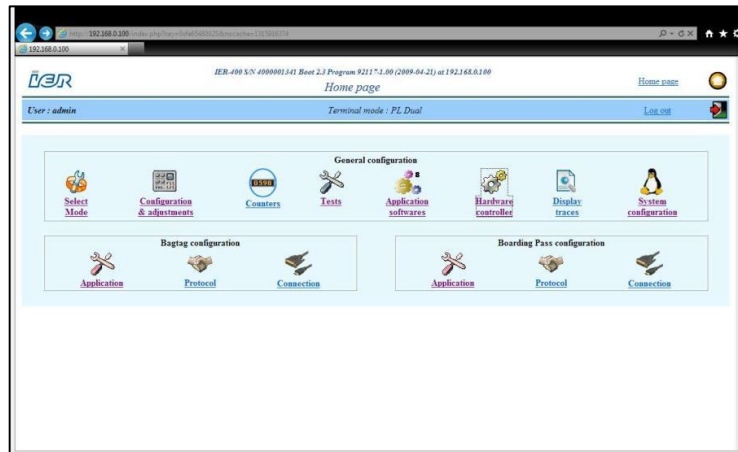 192.168.0.100
iER
IER-400 S/N 4000001341 Boot 2.3 Program 92117-1.00 (2009-04-21) at 192.168.0.100
Home page
Home page
User : admin
Terminal mode : PL Dual
Log out
General configuration
Select Mode
Configuration & adjustments
Counters
Tests
Application softwares
Hardware controller
Display traces
System configuration
Bagtag configuration
Application
Protocol
Connection
Boarding Pass configuration
Application
Protocol
Connection